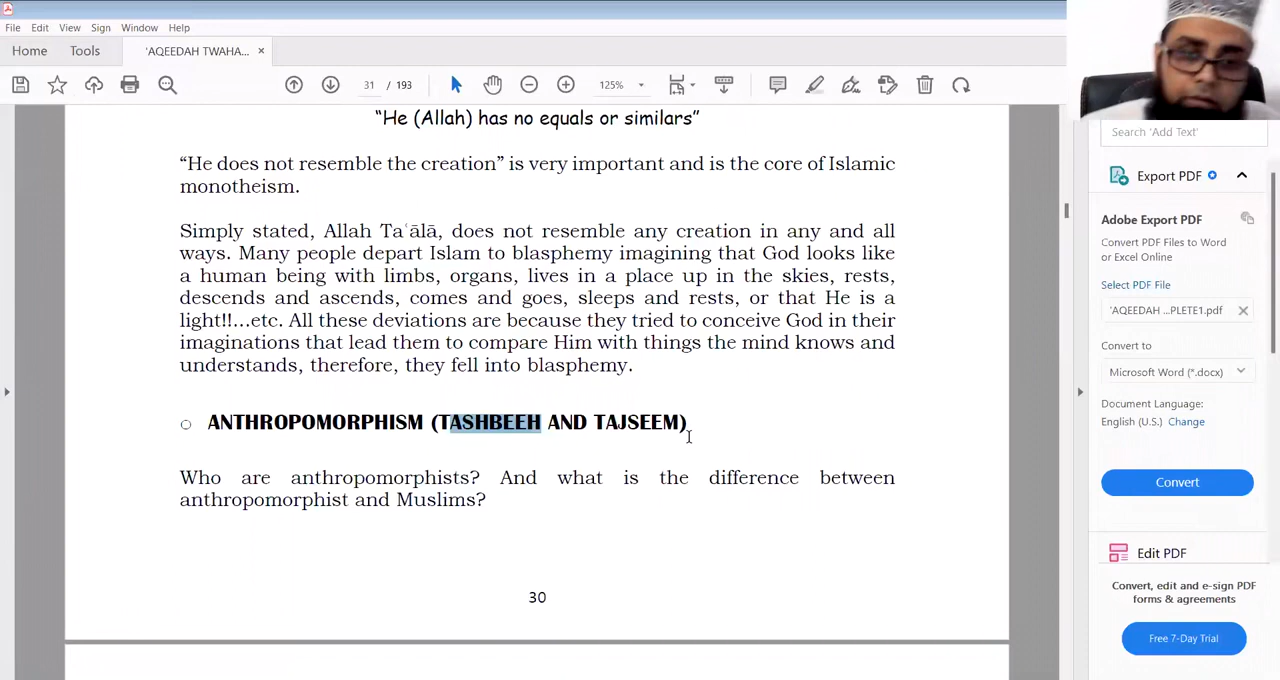 File Edit View Sign Window Help
Home Tools 'AQEEDAH TWAHA... ×
31 / 193 125%
Search 'Add Text'
"He (Allah) has no equals or similars"
"He does not resemble the creation" is very important and is the core of Islamic
monotheism.
Simply stated, Allah Taʿālā, does not resemble any creation in any and all
ways. Many people depart Islam to blasphemy imagining that God looks like
a human being with limbs, organs, lives in a place up in the skies, rests,
descends and ascends, comes and goes, sleeps and rests, or that He is a
light!!...etc. All these deviations are because they tried to conceive God in their
imaginations that lead them to compare Him with things the mind knows and
understands, therefore, they fell into blasphemy.
○ ANTHROPOMORPHISM (TASHBEEH AND TAJSEEM)
Who are anthropomorphists? And what is the difference between
anthropomorphist and Muslims?
30
Export PDF
Adobe Export PDF
Convert PDF Files to Word
or Excel Online
Select PDF File
'AQEEDAH ...PLETE1.pdf
Convert to
Microsoft Word (*.docx)
Document Language:
English (U.S.) Change
Convert
Edit PDF
Convert, edit and e-sign PDF
forms & agreements
Free 7-Day Trial